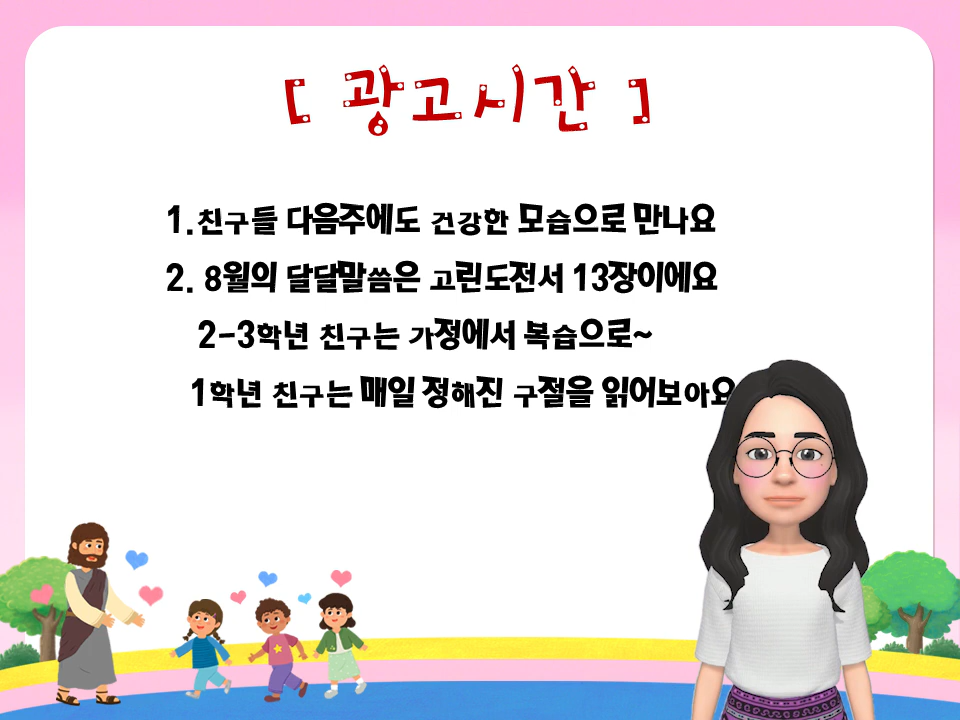 [ 광고시간 ]
1. 친구들 다음주에도 건강한 모습으로 만나요
2. 8월의 달달말씀은 고린도전서 13장이에요
2-3학년 친구는 가정에서 복습으로~
1학년 친구는 매일 정해진 구절을 읽어보아요